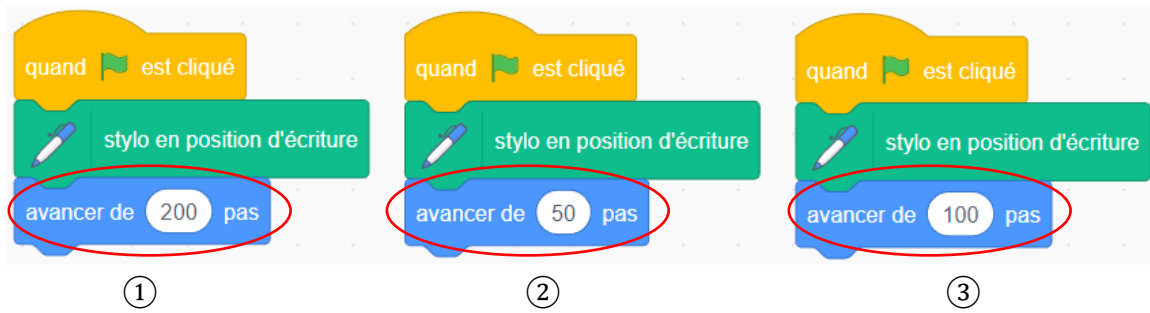 quand est cliqué
stylo en position d'écriture
avancer de 200 pas
①
quand est cliqué
stylo en position d'écriture
avancer de 50 pas
②
quand est cliqué
stylo en position d'écriture
avancer de 100 pas
③